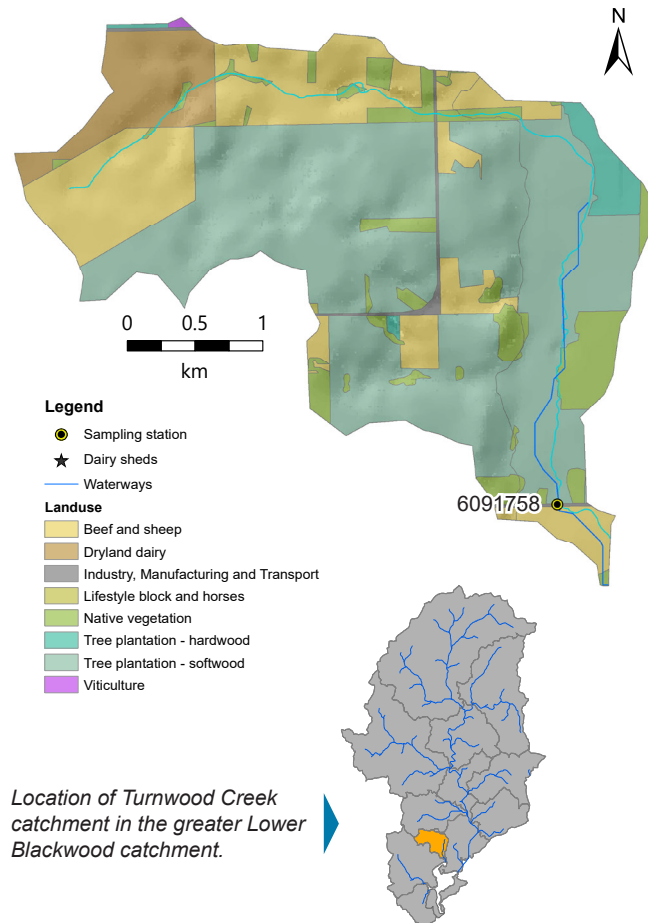 N
0 0.5 1
km
Legend
Sampling station
Dairy sheds
Waterways
Landuse
Beef and sheep
Dryland dairy
Industry, Manufacturing and Transport
Lifestyle block and horses
Native vegetation
Tree plantation - hardwood
Tree plantation - softwood
Viticulture
6091758
Location of Turnwood Creek
catchment in the greater Lower
Blackwood catchment.